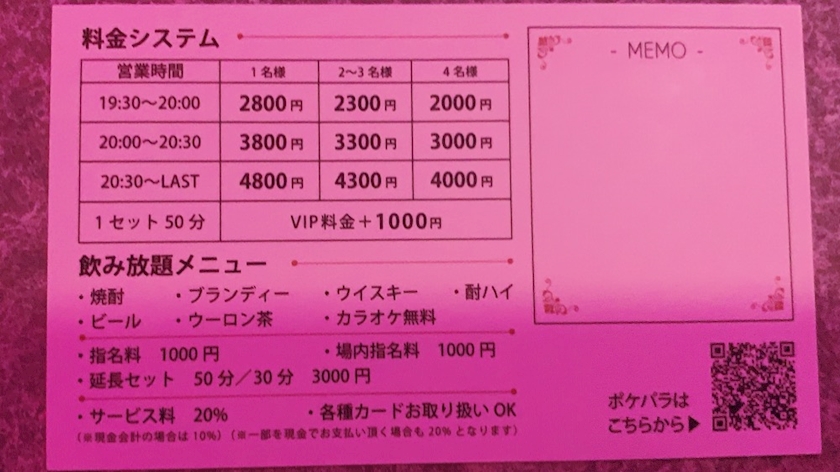 料金システム
営業時間 1名様 2～3名様 4名様
19:30～20:00 2800円 2300円 2000円
20:00～20:30 3800円 3300円 3000円
20:30～LAST 4800円 4300円 4000円
1セット50分 VIP料金＋1000円
飲み放題メニュー
・焼酎 ・ブランディー ・ウイスキー ・酎ハイ
・ビール ・ウーロン茶 ・カラオケ無料
・指名料 1000円 ・場内指名料 1000円
・延長セット 50分／30分 3000円
・サービス料 20% ・各種カードお取り扱いOK
(※現金会計の場合は10%)(※一部を現金でお支払い頂く場合も20%となります)
- MEMO -
ポケパラは
こちらから▶